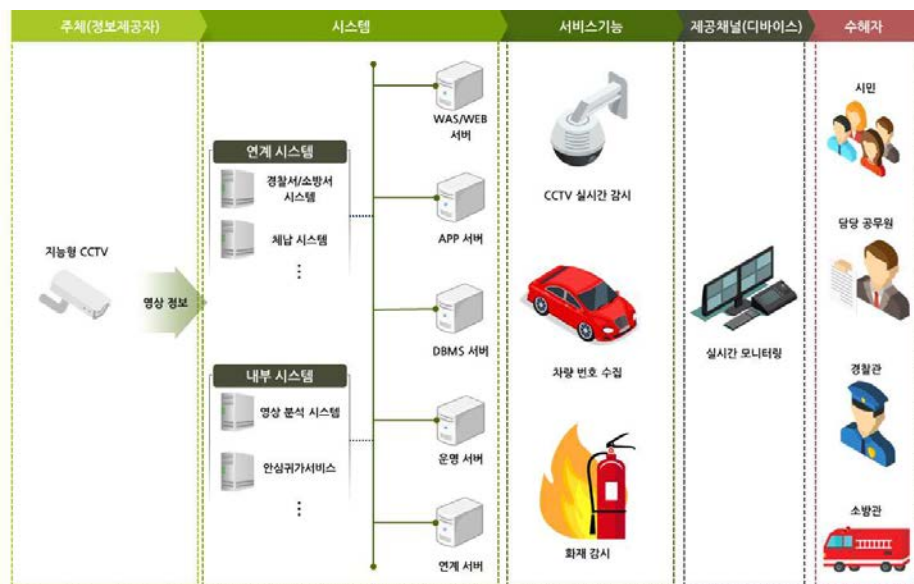 주체(정보제공자)
시스템
서비스기능
제공채널(디바이스)
수혜자
지능형 CCTV
영상 정보
연계 시스템
경찰서/소방서
시스템
체납 시스템
내부 시스템
영상 분석 시스템
안심귀가서비스
WAS/WEB
서버
APP 서버
DBMS 서버
운명 서버
연계 서버
CCTV 실시간 감시
차량 번호 수집
화재 감시
실시간 모니터링
시민
담당 공무원
경찰관
소방관